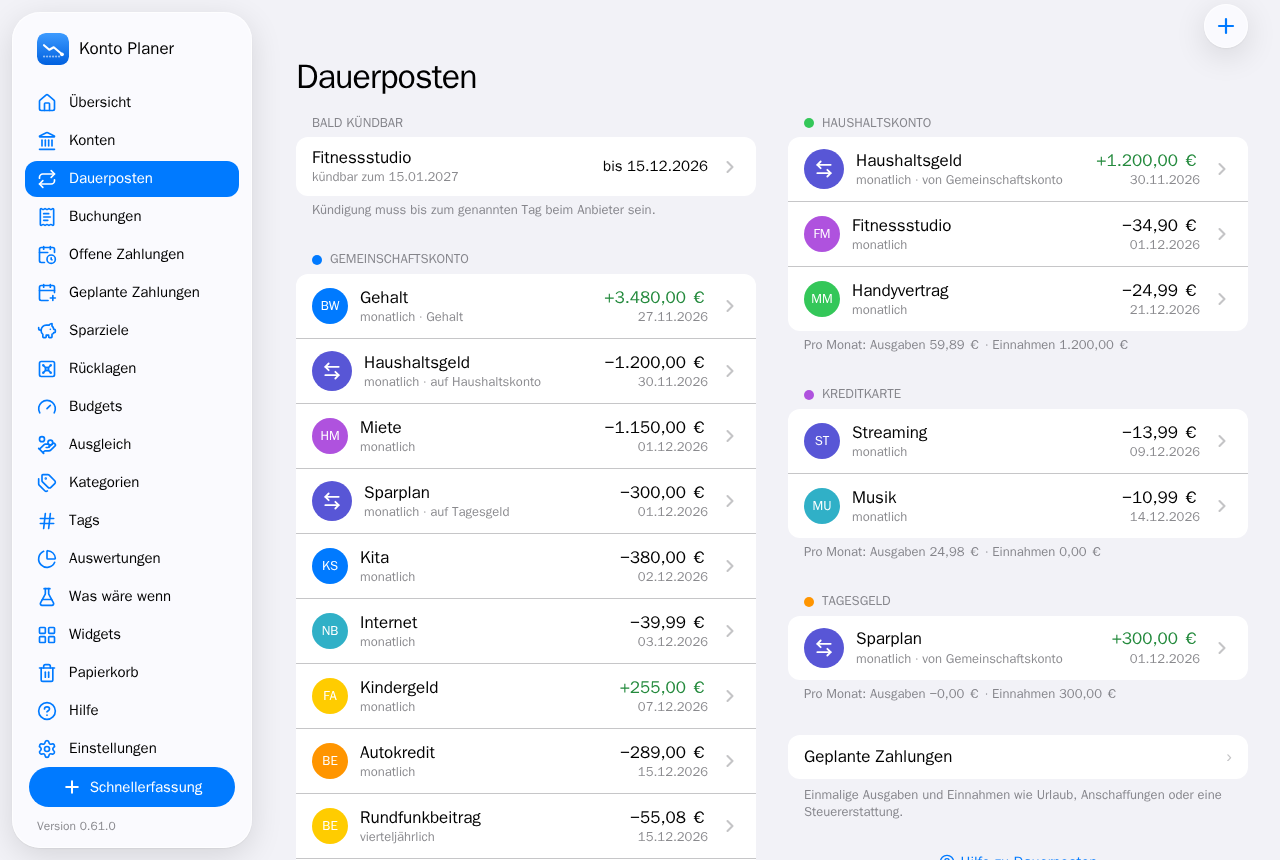 Konto Planer
Übersicht
Konten
Dauerposten
Buchungen
Offene Zahlungen
Geplante Zahlungen
Sparziele
Rücklagen
Budgets
Ausgleich
Kategorien
Tags
Auswertungen
Was wäre wenn
Widgets
Papierkorb
Hilfe
Einstellungen
Schnellerfassung
Version 0.61.0
Dauerposten
BALD KÜNDBAR
Fitnessstudio
kündbar zum 15.01.2027
bis 15.12.2026
Kündigung muss bis zum genannten Tag beim Anbieter sein.
GEMEINSCHAFTSKONTO
BW Gehalt +3.480,00 €
monatlich · Gehalt 27.11.2026
Haushaltsgeld −1.200,00 €
monatlich · auf Haushaltskonto 30.11.2026
HM Miete −1.150,00 €
monatlich 01.12.2026
Sparplan −300,00 €
monatlich · auf Tagesgeld 01.12.2026
KS Kita −380,00 €
monatlich 02.12.2026
NB Internet −39,99 €
monatlich 03.12.2026
FA Kindergeld +255,00 €
monatlich 07.12.2026
BE Autokredit −289,00 €
monatlich 15.12.2026
BE Rundfunkbeitrag −55,08 €
vierteljährlich 15.12.2026
HAUSHALTSKONTO
Haushaltsgeld +1.200,00 €
monatlich · von Gemeinschaftskonto 30.11.2026
FM Fitnessstudio −34,90 €
monatlich 01.12.2026
MM Handyvertrag −24,99 €
monatlich 21.12.2026
Pro Monat: Ausgaben 59,89 € · Einnahmen 1.200,00 €
KREDITKARTE
ST Streaming −13,99 €
monatlich 09.12.2026
MU Musik −10,99 €
monatlich 14.12.2026
Pro Monat: Ausgaben 24,98 € · Einnahmen 0,00 €
TAGESGELD
Sparplan +300,00 €
monatlich · von Gemeinschaftskonto 01.12.2026
Pro Monat: Ausgaben −0,00 € · Einnahmen 300,00 €
Geplante Zahlungen
Einmalige Ausgaben und Einnahmen wie Urlaub, Anschaffungen oder eine
Steuererstattung.
Hilfe zu Dauerposten